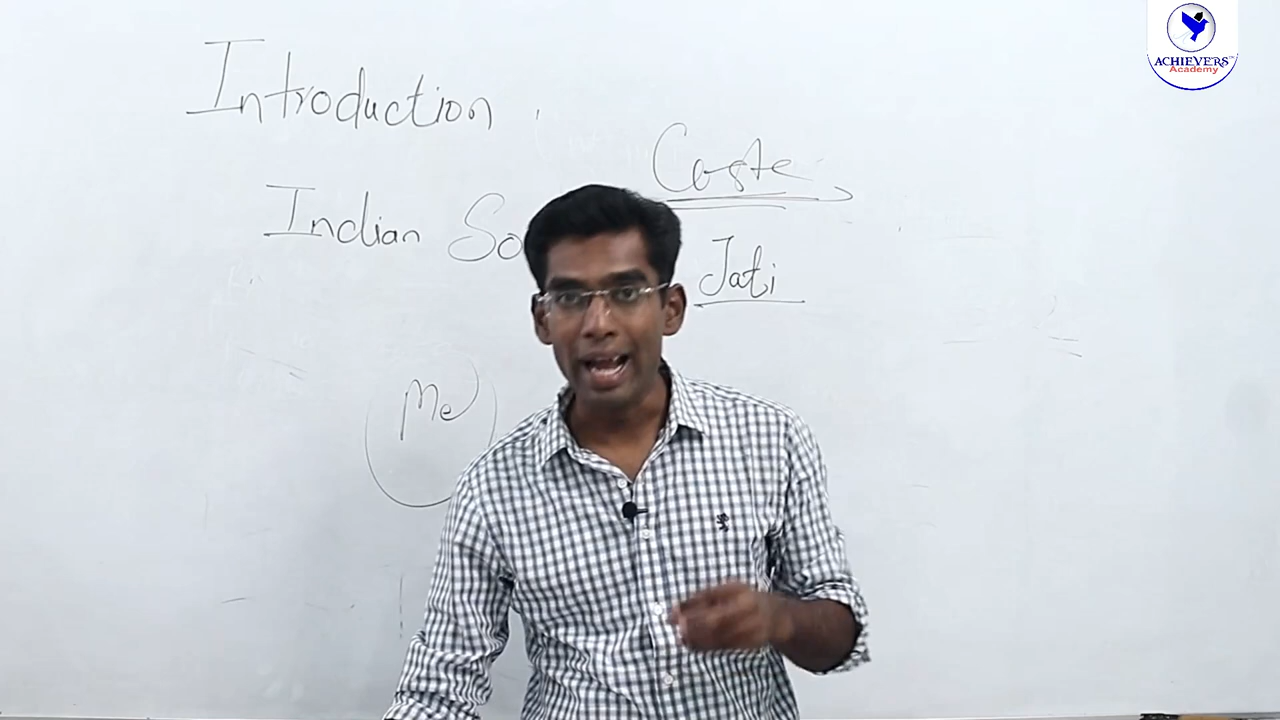 Introduction
Indian So
Caste
Jati
Me
ACHIEVERS
Academy